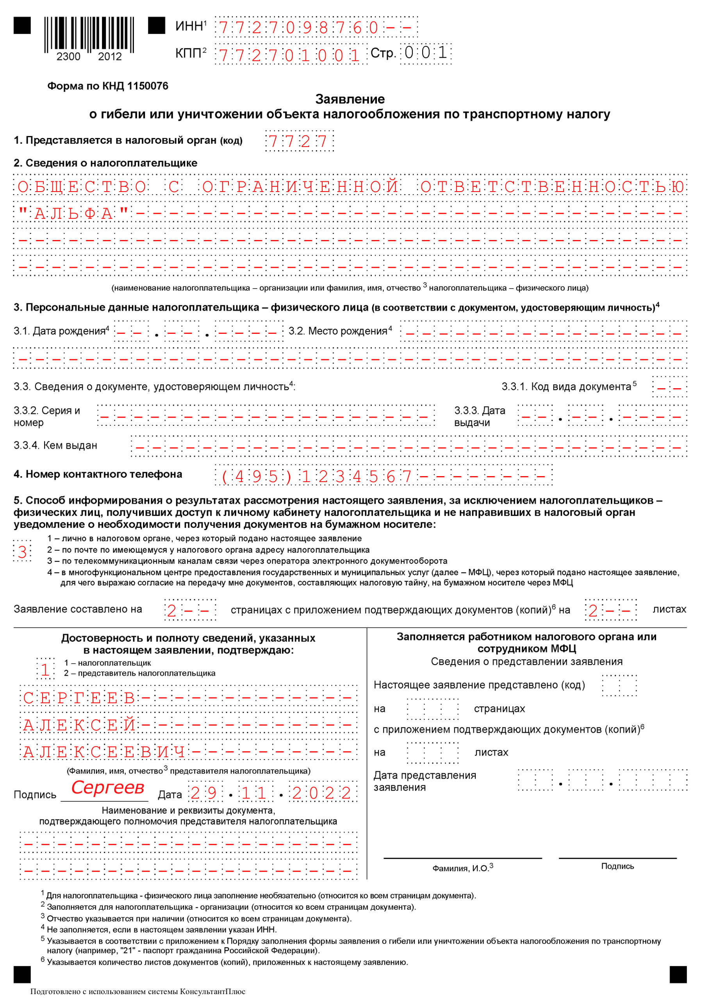 ИНН1 7727098760--
2300 2012
КПП2 772701001 Стр. 001
Форма по КНД 1150076
Заявление
о гибели или уничтожении объекта налогообложения по транспортному налогу
1. Представляется в налоговый орган (код) 7727
2. Сведения о налогоплательщике
ОБЩЕСТВО С ОГРАНИЧЕННОЙ ОТВЕТСТВЕННОСТЬЮ
"АЛЬФА"---------------------------------
----------------------------------------
----------------------------------------
(наименование налогоплательщика – организации или фамилия, имя, отчество 3 налогоплательщика – физического лица)
3. Персональные данные налогоплательщика – физического лица (в соответствии с документом, удостоверяющим личность)4
3.1. Дата рождения4 --.--.---- 3.2. Место рождения4 -----------------
----------------------------------------
3.3. Сведения о документе, удостоверяющем личность4: 3.3.1. Код вида документа5 --
3.3.2. Серия и номер -------------------- 3.3.3. Дата выдачи --.--.----
3.3.4. Кем выдан ---------------------------------
4. Номер контактного телефона (495)1234567--------
5. Способ информирования о результатах рассмотрения настоящего заявления, за исключением налогоплательщиков –
физических лиц, получивших доступ к личному кабинету налогоплательщика и не направивших в налоговый орган
уведомление о необходимости получения документов на бумажном носителе:
3
1 – лично в налоговом органе, через который подано настоящее заявление
2 – по почте по имеющемуся у налогового органа адресу налогоплательщика
3 – по телекоммуникационным каналам связи через оператора электронного документооборота
4 – в многофункциональном центре предоставления государственных и муниципальных услуг (далее – МФЦ), через который подано настоящее заявление,
для чего выражаю согласие на передачу мне документов, составляющих налоговую тайну, на бумажном носителе через МФЦ
Заявление составлено на 2-- страницах с приложением подтверждающих документов (копий)6 на 2-- листах
Достоверность и полноту сведений, указанных
в настоящем заявлении, подтверждаю:
1
1 – налогоплательщик
2 – представитель налогоплательщика
СЕРГЕЕВ-------------
АЛЕКСЕЙ-------------
АЛЕКСЕЕВИЧ----------
(Фамилия, имя, отчество3 представителя налогоплательщика)
Подпись Сергеев Дата 29.11.2022
Наименование и реквизиты документа,
подтверждающего полномочия представителя налогоплательщика
--------------------
--------------------
Заполняется работником налогового органа или
сотрудником МФЦ
Сведения о представлении заявления
Настоящее заявление представлено (код)
на страницах
с приложением подтверждающих документов (копий)6
на листах
Дата представления
заявления . .
Фамилия, И.О.3 Подпись
1 Для налогоплательщика - физического лица заполнение необязательно (относится ко всем страницам документа).
2 Заполняется для налогоплательщика - организации (относится ко всем страницам документа).
3 Отчество указывается при наличии (относится ко всем страницам документа).
4 Не заполняется, если в настоящем заявлении указан ИНН.
5 Указывается в соответствии с приложением к Порядку заполнения формы заявления о гибели или уничтожении объекта налогообложения по транспортному
налогу (например, "21" - паспорт гражданина Российской Федерации).
6 Указывается количество листов документов (копий), приложенных к настоящему заявлению.
Подготовлено с использованием системы КонсультантПлюс